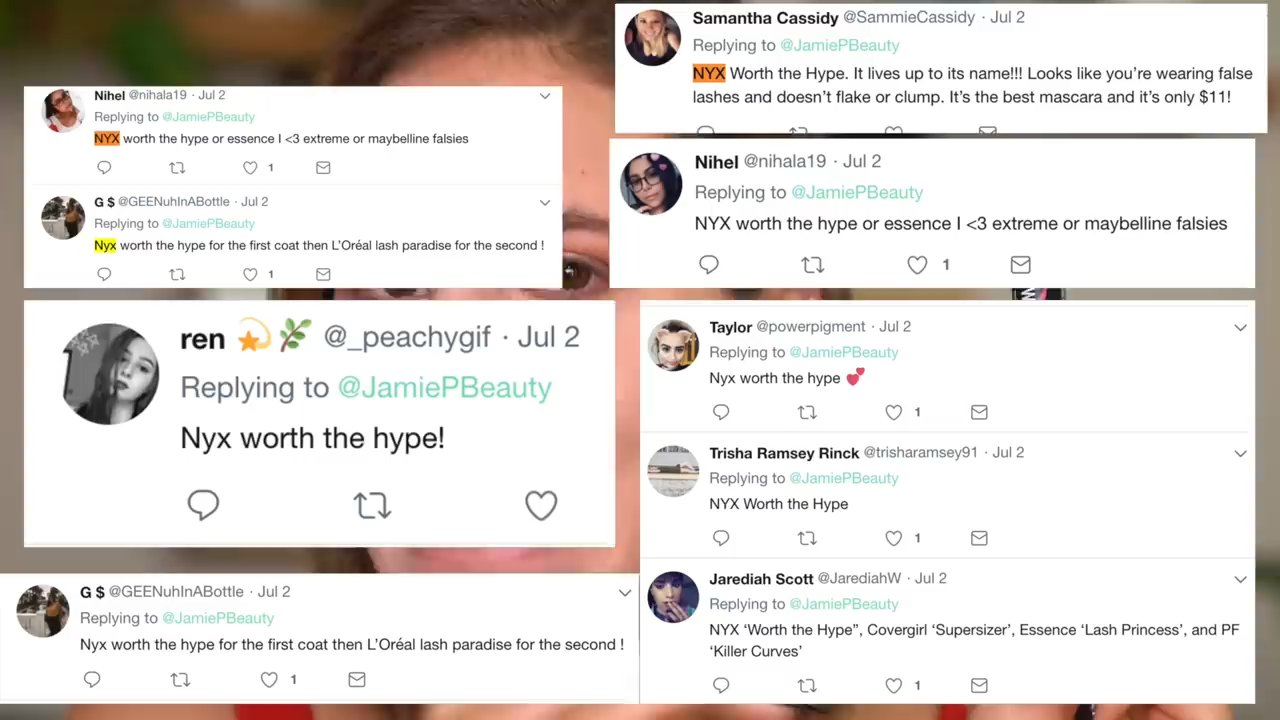 Samantha Cassidy @SammieCassidy · Jul 2
Replying to @JamiePBeauty
NYX Worth the Hype. It lives up to its name!!! Looks like you’re wearing false
lashes and doesn’t flake or clump. It’s the best mascara and it’s only $11!
Nihel @nihala19 · Jul 2
Replying to @JamiePBeauty
NYX worth the hype or essence I <3 extreme or maybelline falsies
1
G $ @GEENuhInABottle · Jul 2
Replying to @JamiePBeauty
Nyx worth the hype for the first coat then L’Oréal lash paradise for the second !
1
Nihel @nihala19 · Jul 2
Replying to @JamiePBeauty
NYX worth the hype or essence I <3 extreme or maybelline falsies
1
ren 💫🌿 @_peachygif · Jul 2
Replying to @JamiePBeauty
Nyx worth the hype!
Taylor @powerpigment · Jul 2
Replying to @JamiePBeauty
Nyx worth the hype 💕
1
Trisha Ramsey Rinck @trisharamsey91 · Jul 2
Replying to @JamiePBeauty
NYX Worth the Hype
1
Jarediah Scott @JarediahW · Jul 2
Replying to @JamiePBeauty
NYX ‘Worth the Hype”, Covergirl ‘Supersizer’, Essence ‘Lash Princess’, and PF
‘Killer Curves’
1
G $ @GEENuhInABottle · Jul 2
Replying to @JamiePBeauty
Nyx worth the hype for the first coat then L’Oréal lash paradise for the second !
1